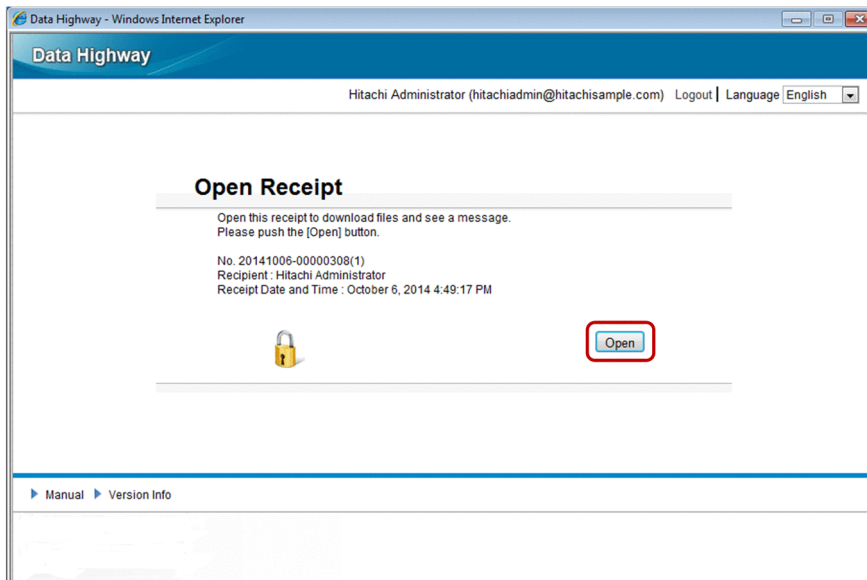 Data Highway - Windows Internet Explorer
Data Highway
Hitachi Administrator (hitachiadmin@hitachisample.com) Logout Language English
Open Receipt
Open this receipt to download files and see a message.
Please push the [Open] button.
No. 20141006-00000308(1)
Recipient : Hitachi Administrator
Receipt Date and Time : October 6, 2014 4:49:17 PM
Open
Manual Version Info